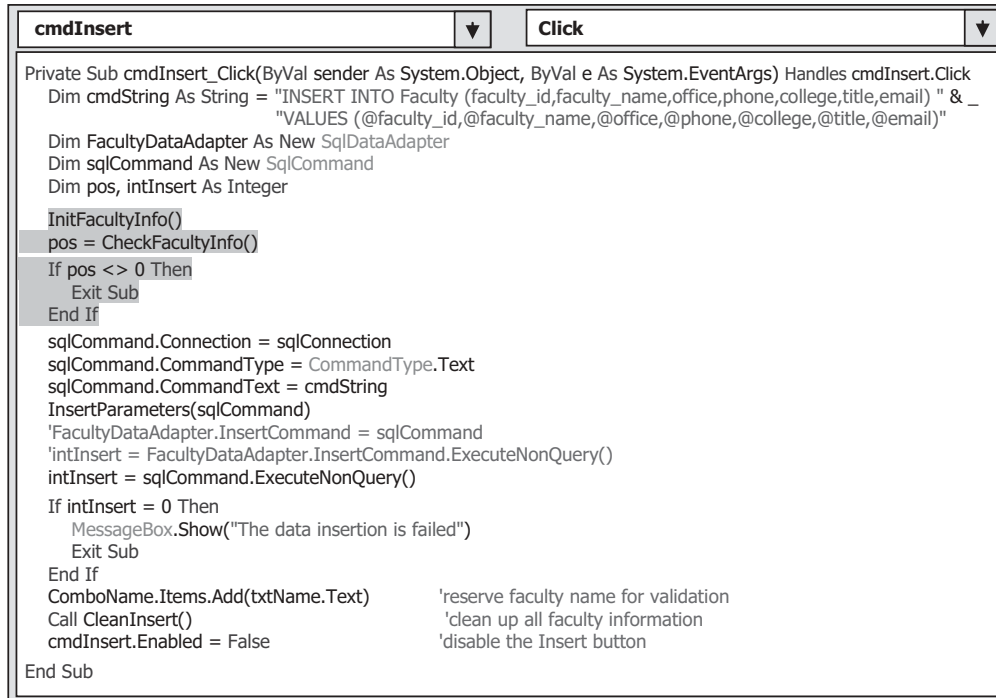 cmdInsert Click
Private Sub cmdInsert_Click(ByVal sender As System.Object, ByVal e As System.EventArgs) Handles cmdInsert.Click
Dim cmdString As String = "INSERT INTO Faculty (faculty_id,faculty_name,office,phone,college,title,email) " & _
"VALUES (@faculty_id,@faculty_name,@office,@phone,@college,@title,@email)"
Dim FacultyDataAdapter As New SqlDataAdapter
Dim sqlCommand As New SqlCommand
Dim pos, intInsert As Integer
InitFacultyInfo()
pos = CheckFacultyInfo()
If pos <> 0 Then
Exit Sub
End If
sqlCommand.Connection = sqlConnection
sqlCommand.CommandType = CommandType.Text
sqlCommand.CommandText = cmdString
InsertParameters(sqlCommand)
'FacultyDataAdapter.InsertCommand = sqlCommand
'intInsert = FacultyDataAdapter.InsertCommand.ExecuteNonQuery()
intInsert = sqlCommand.ExecuteNonQuery()
If intInsert = 0 Then
MessageBox.Show("The data insertion is failed")
Exit Sub
End If
ComboName.Items.Add(txtName.Text) 'reserve faculty name for validation
Call CleanInsert() 'clean up all faculty information
cmdInsert.Enabled = False 'disable the Insert button
End Sub